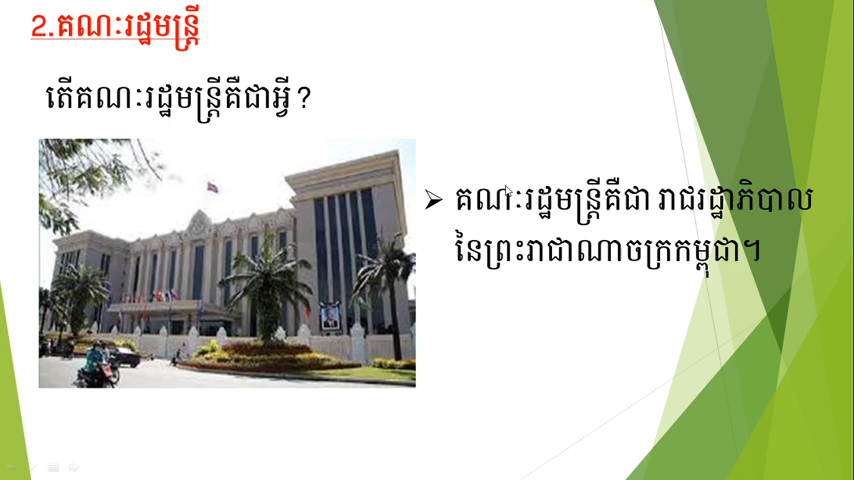 2.គណៈរដ្ឋមន្ត្រី
តើគណៈរដ្ឋមន្ត្រីគឺជាអ្វី ?
គណៈរដ្ឋមន្ត្រីគឺជា រាជរដ្ឋាភិបាល
នៃព្រះរាជាណាចក្រកម្ពុជា។